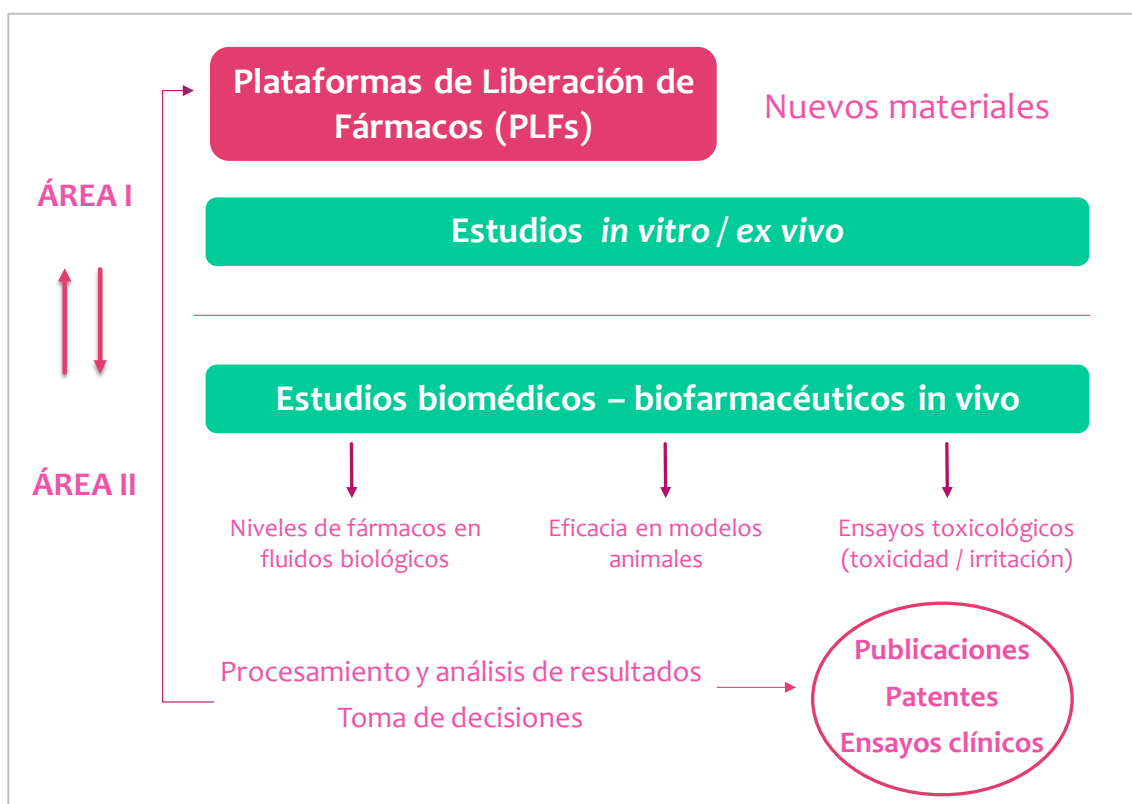 Plataformas de Liberación de
Fármacos (PLFs)
Nuevos materiales
ÁREA I
Estudios in vitro / ex vivo
Estudios biomédicos – biofarmacéuticos in vivo
ÁREA II
Niveles de fármacos en
fluidos biológicos
Eficacia en modelos
animales
Ensayos toxicológicos
(toxicidad / irritación)
Procesamiento y análisis de resultados
Toma de decisiones
Publicaciones
Patentes
Ensayos clínicos